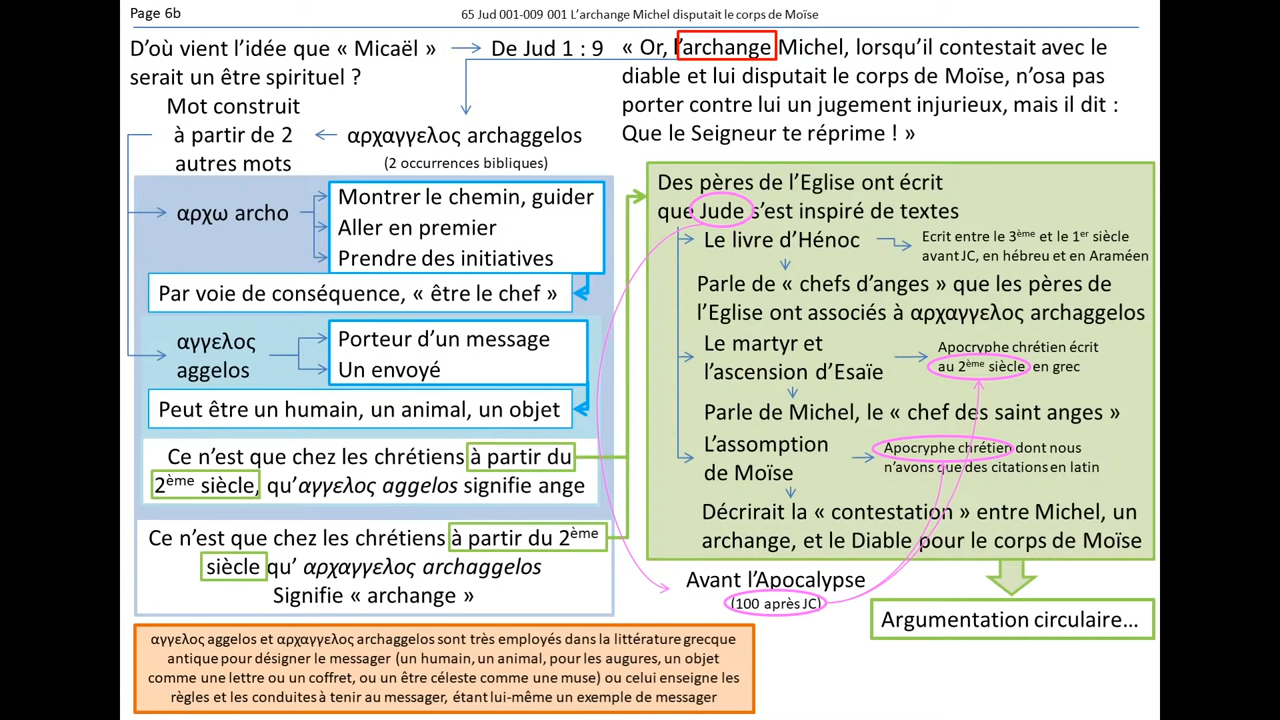 Page 6b
65 Jud 001-009 001 L’archange Michel disputait le corps de Moïse
D’où vient l’idée que « Micaël »
serait un être spirituel ?
De Jud 1 : 9
« Or, l’archange Michel, lorsqu’il contestait avec le
diable et lui disputait le corps de Moïse, n’osa pas
porter contre lui un jugement injurieux, mais il dit :
Que le Seigneur te réprime ! »
Mot construit
à partir de 2
autres mots
αρχαγγελος archaggelos
(2 occurrences bibliques)
αρχω archo
Montrer le chemin, guider
Aller en premier
Prendre des initiatives
Par voie de conséquence, « être le chef »
αγγελος
aggelos
Porteur d’un message
Un envoyé
Peut être un humain, un animal, un objet
Ce n’est que chez les chrétiens à partir du
2ème siècle, qu’αγγελος aggelos signifie ange
Ce n’est que chez les chrétiens à partir du 2ème
siècle qu’ αρχαγγελος archaggelos
Signifie « archange »
αγγελος aggelos et αρχαγγελος archaggelos sont très employés dans la littérature grecque
antique pour désigner le messager (un humain, un animal, pour les augures, un objet
comme une lettre ou un coffret, ou un être céleste comme une muse) ou celui enseigne les
règles et les conduites à tenir au messager, étant lui-même un exemple de messager
Des pères de l’Eglise ont écrit
que Jude s’est inspiré de textes
Le livre d’Hénoc
Ecrit entre le 3ème et le 1er siècle
avant JC, en hébreu et en Araméen
Parle de « chefs d’anges » que les pères de
l’Eglise ont associés à αρχαγγελος archaggelos
Le martyr et
l’ascension d’Esaïe
Apocryphe chrétien écrit
au 2ème siècle en grec
Parle de Michel, le « chef des saint anges »
L’assomption
de Moïse
Apocryphe chrétien dont nous
n’avons que des citations en latin
Décrirait la « contestation » entre Michel, un
archange, et le Diable pour le corps de Moïse
Avant l’Apocalypse
(100 après JC)
Argumentation circulaire…